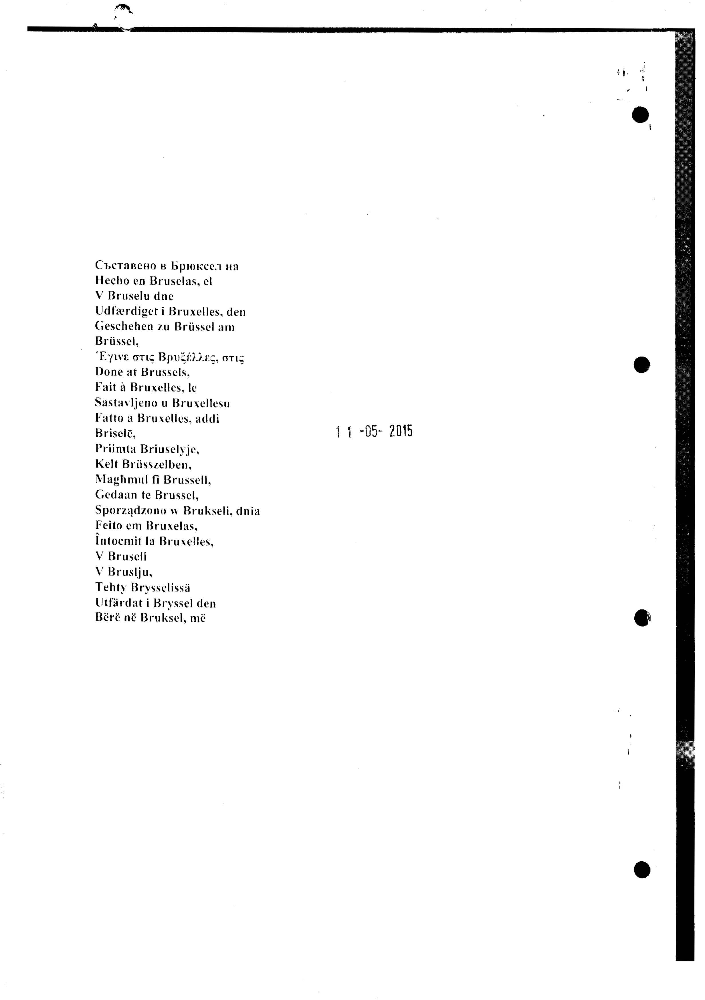 Съставено в Брюксел на
Hecho en Bruselas, el
V Bruselu dne
Udfærdiget i Bruxelles, den
Geschehen zu Brüssel am
Brüssel,
Έγινε στις Βρυξέλλες, στις
Done at Brussels,
Fait à Bruxelles, le
Sastavljeno u Bruxellesu
Fatto a Bruxelles, addì
Briselē,
Priimta Briuselyje,
Kelt Brüsszelben,
Magħmul fi Brussell,
Gedaan te Brussel,
Sporządzono w Brukseli, dnia
Feito em Bruxelas,
Întocmit la Bruxelles,
V Bruseli
V Bruslju,
Tehty Brysselissä
Utfärdat i Bryssel den
Bërë në Bruksel, më
11 -05- 2015